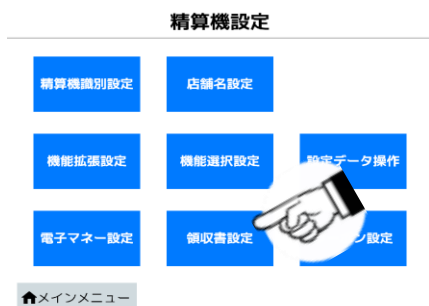 精算機設定
精算機識別設定
店舗名設定
機能拡張設定
機能選択設定
設定データ操作
電子マネー設定
領収書設定
ン設定
メインメニュー